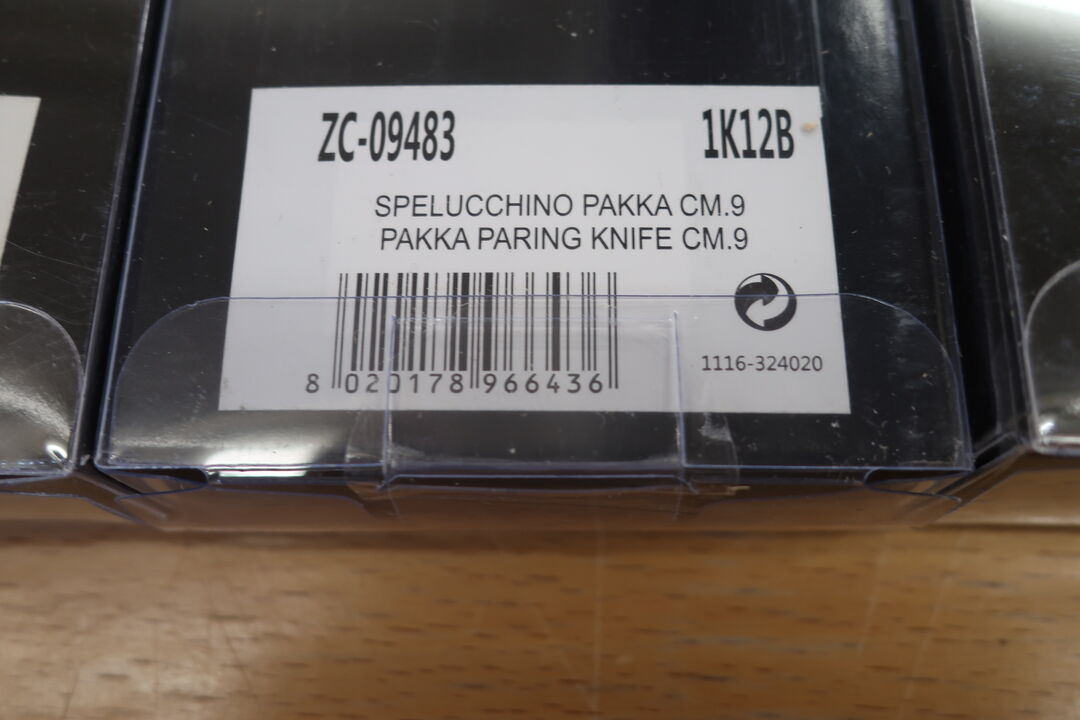 ZC-09483 1K12B
SPELUCCHINO PAKKA CM.9
PAKKA PARING KNIFE CM.9
1116-324020
8 020178 966436